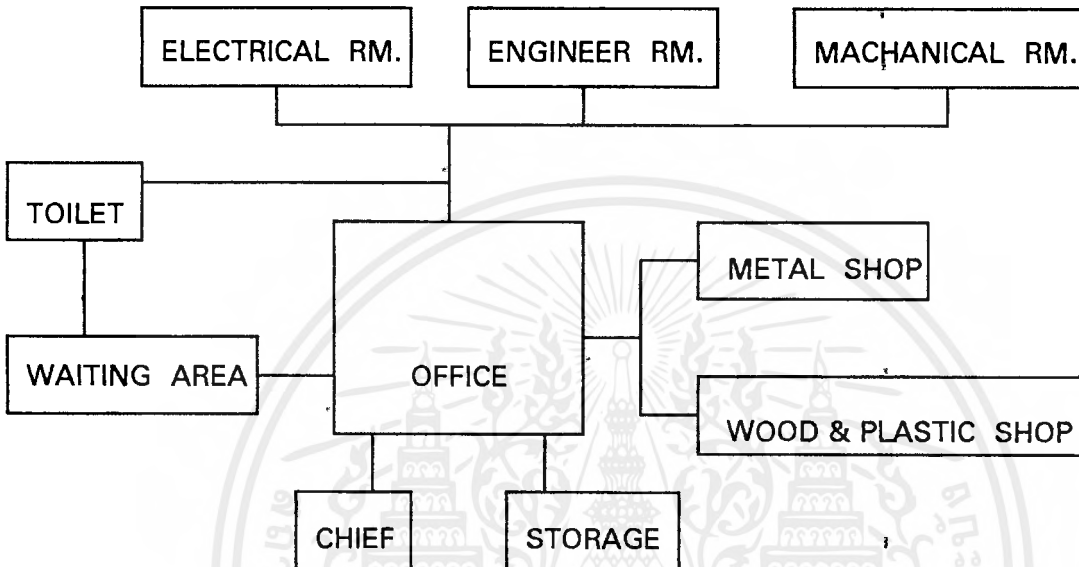 ELECTRICAL RM.
ENGINEER RM.
MACHANICAL RM.
TOILET
METAL SHOP
WAITING AREA
OFFICE
WOOD & PLASTIC SHOP
CHIEF
STORAGE